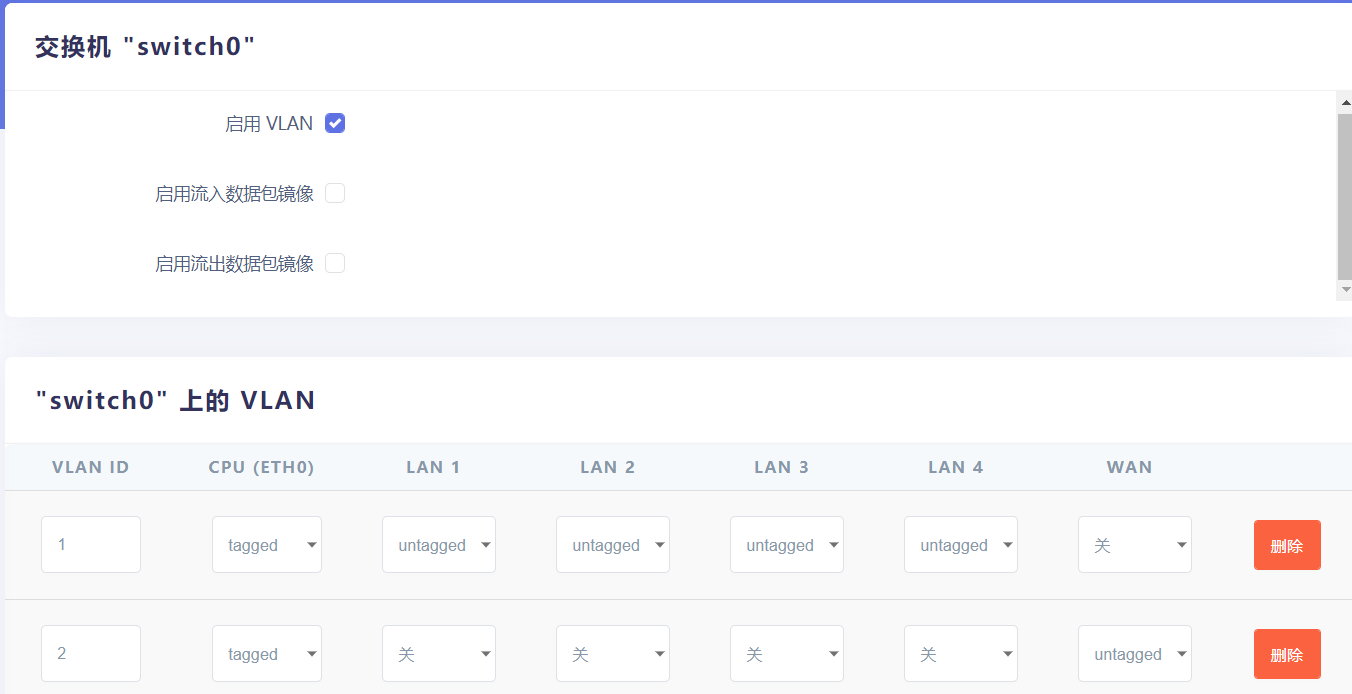 交换机 "switch0"
启用 VLAN
启用流入数据包镜像
启用流出数据包镜像
"switch0" 上的 VLAN
VLAN ID CPU (ETH0) LAN 1 LAN 2 LAN 3 LAN 4 WAN
1 tagged untagged untagged untagged untagged 关 删除
2 tagged 关 关 关 关 untagged 删除